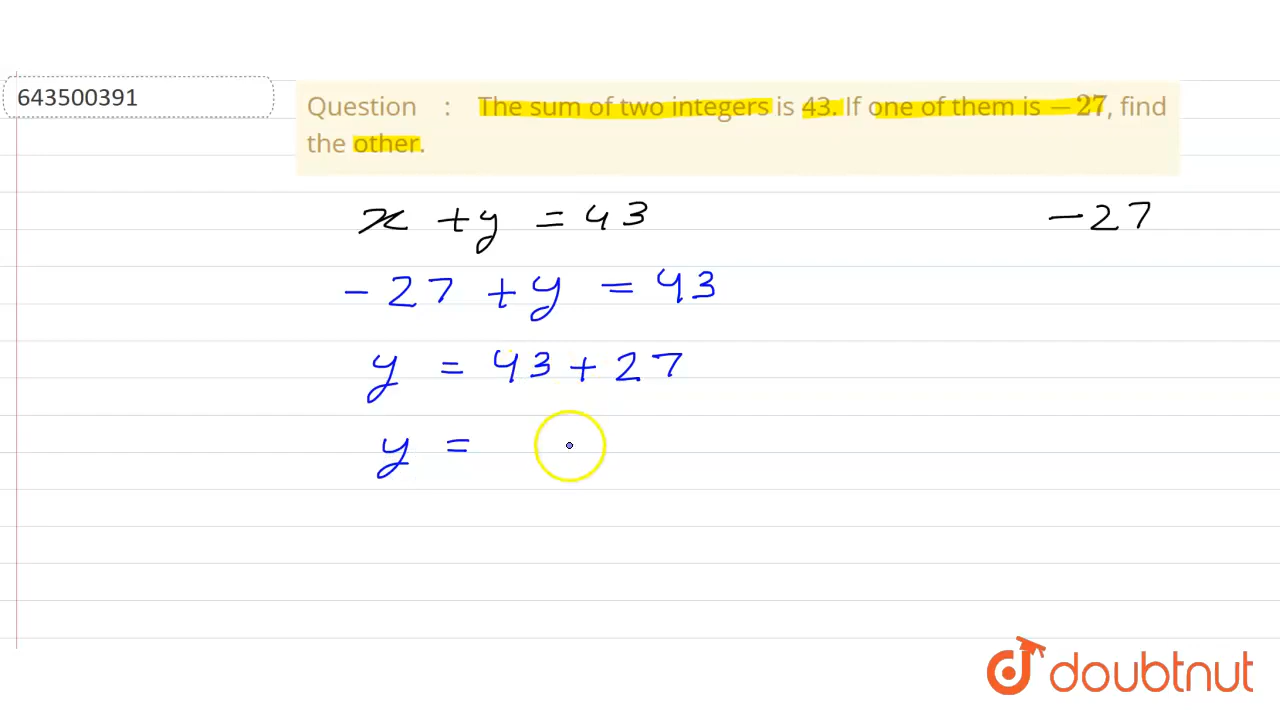 643500391
Question : The sum of two integers is 43. If one of them is −27, find
the other.
x + y = 43
-27
-27 + y = 43
y = 43 + 27
y =
doubtnut